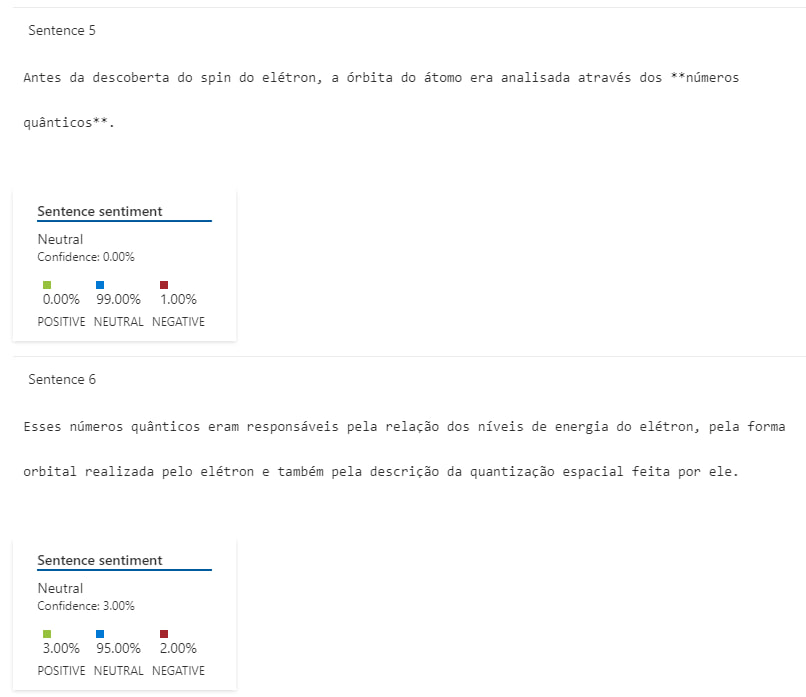 Sentence 5
Antes da descoberta do spin do elétron, a órbita do átomo era analisada através dos **números
quânticos**.
Sentence sentiment
Neutral
Confidence: 0.00%
0.00% 99.00% 1.00%
POSITIVE NEUTRAL NEGATIVE
Sentence 6
Esses números quânticos eram responsáveis pela relação dos níveis de energia do elétron, pela forma
orbital realizada pelo elétron e também pela descrição da quantização espacial feita por ele.
Sentence sentiment
Neutral
Confidence: 3.00%
3.00% 95.00% 2.00%
POSITIVE NEUTRAL NEGATIVE